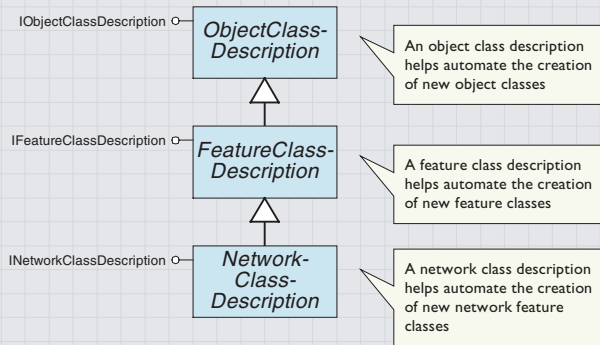 IObjectClassDescription
ObjectClass-
Description
An object class description
helps automate the creation
of new object classes
IFeatureClassDescription
FeatureClass-
Description
A feature class description
helps automate the creation
of new feature classes
INetworkClassDescription
Network-
Class-
Description
A network class description
helps automate the creation
of new network feature
classes